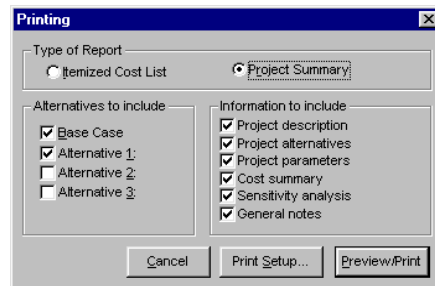 Printing
Type of Report
Itemized Cost List
Project Summary
Alternatives to include
Base Case
Alternative 1:
Alternative 2:
Alternative 3:
Information to include
Project description
Project alternatives
Project parameters
Cost summary
Sensitivity analysis
General notes
Cancel
Print Setup...
Preview/Print